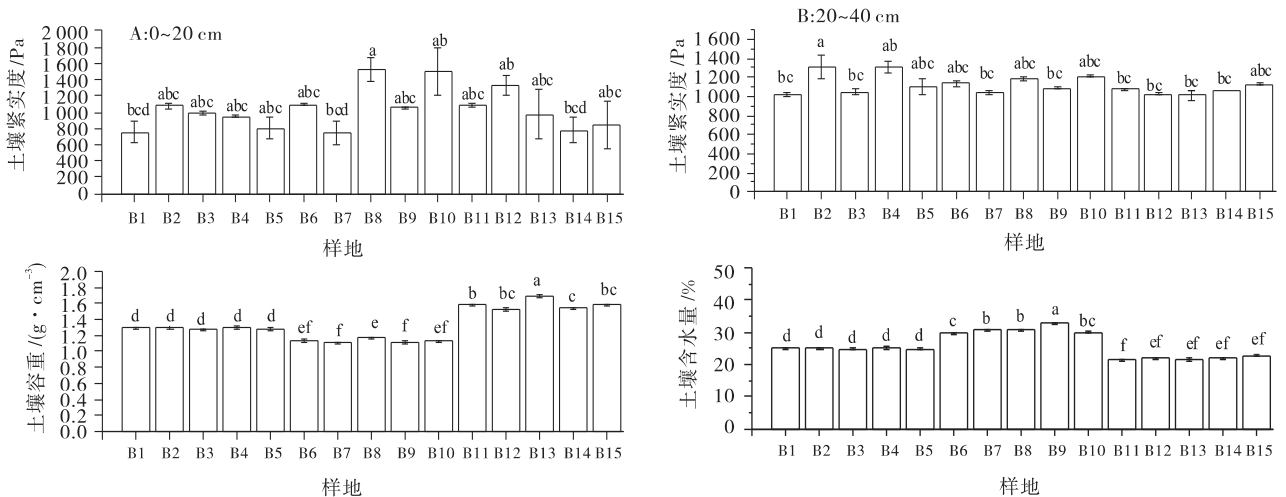 A:0~20 cm
土壤紧实度/Pa
2 000
1 800
1 600
1 400
1 200
1 000
800
600
400
200
0
bcd abc abc abc abc abc bcd a abc ab abc ab abc bcd abc
B1 B2 B3 B4 B5 B6 B7 B8 B9 B10 B11 B12 B13 B14 B15
样地
B:20~40 cm
土壤紧实度/Pa
1 600
1 400
1 200
1 000
800
600
400
200
0
bc a bc ab abc abc bc abc bc abc bc bc bc bc abc
B1 B2 B3 B4 B5 B6 B7 B8 B9 B10 B11 B12 B13 B14 B15
样地
土壤容重/(g·cm⁻³)
2.0
1.8
1.6
1.4
1.2
1.0
0.8
0.6
0.4
0.2
0.0
d d d d d ef f e f ef b bc a c bc
B1 B2 B3 B4 B5 B6 B7 B8 B9 B10 B11 B12 B13 B14 B15
样地
土壤含水量/%
50
40
30
20
10
0
d d d d d c b b a bc f ef ef ef ef
B1 B2 B3 B4 B5 B6 B7 B8 B9 B10 B11 B12 B13 B14 B15
样地